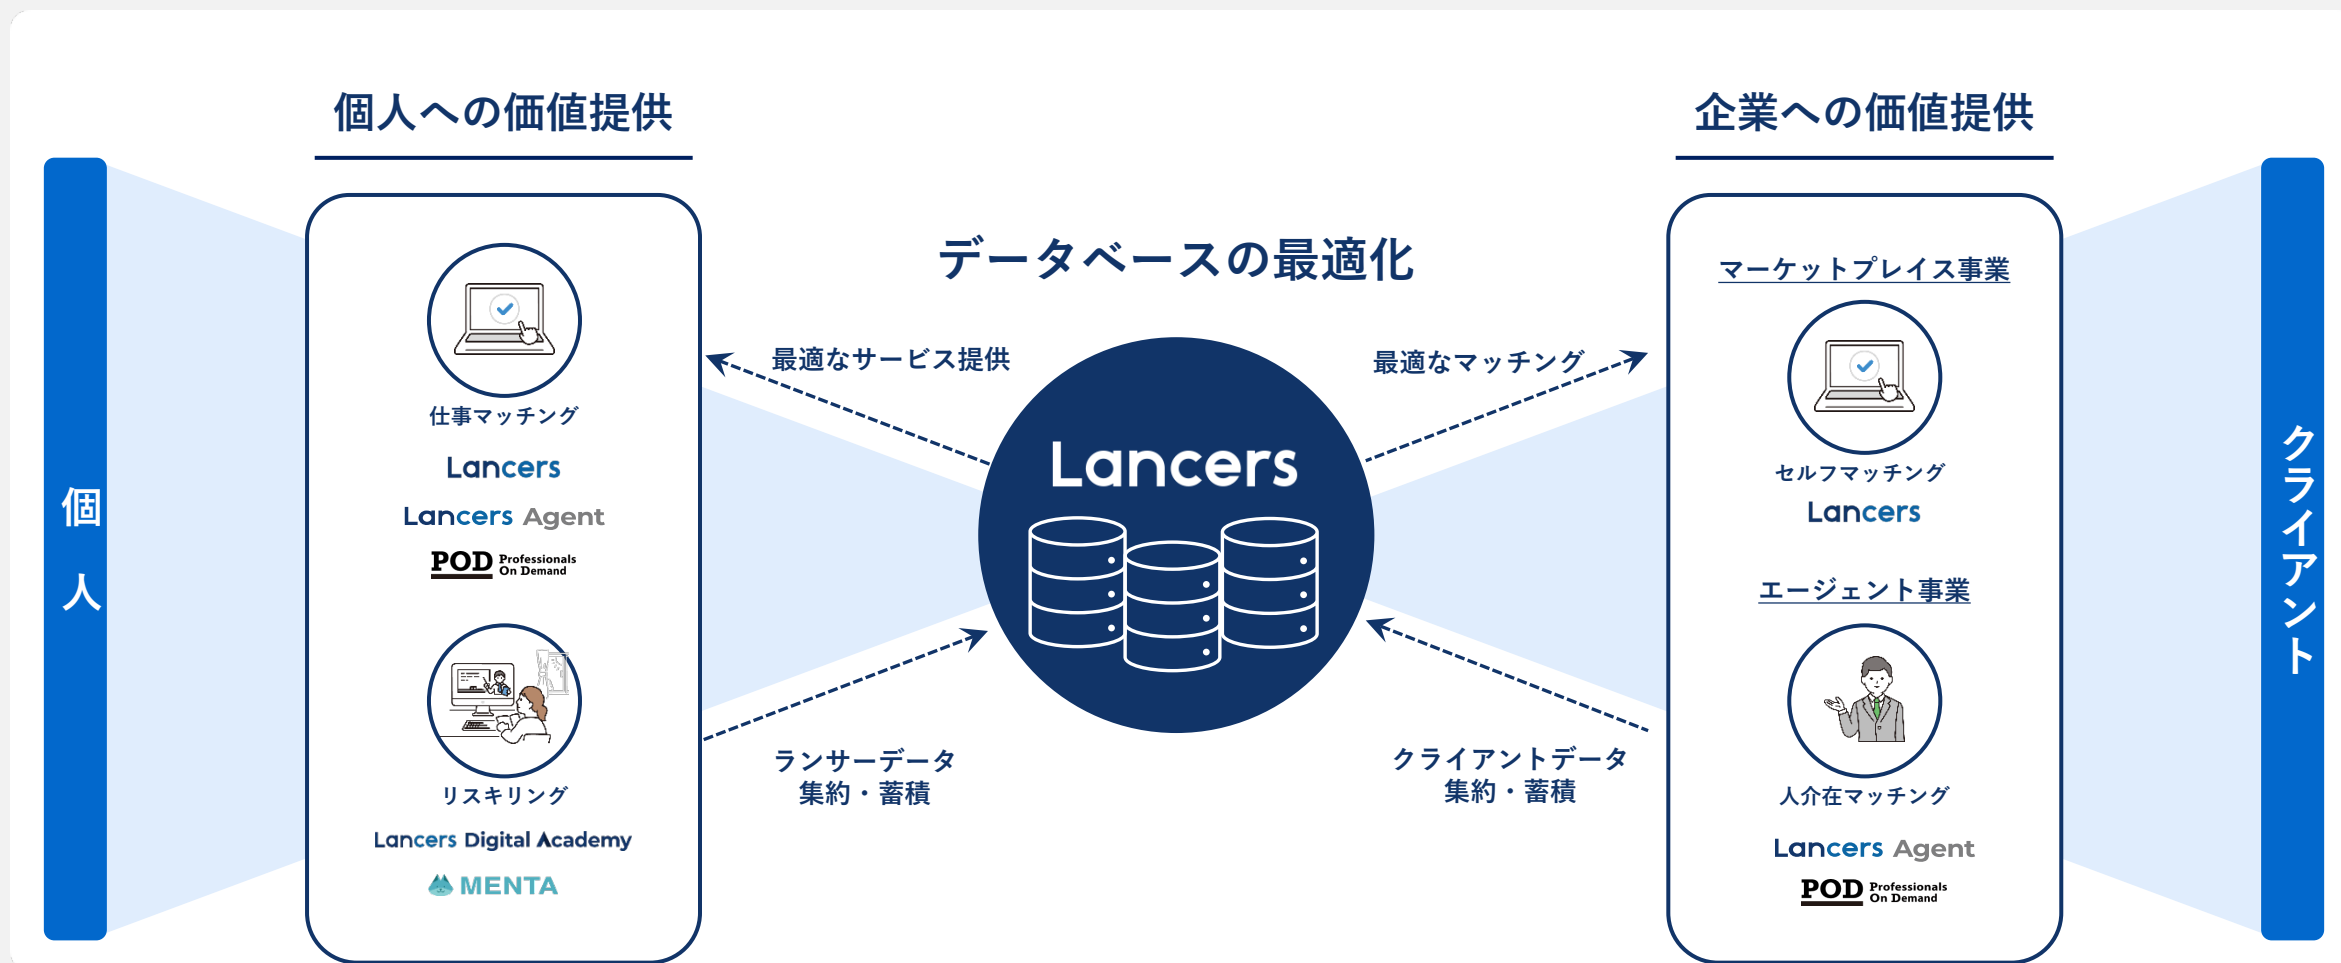 個人への価値提供
企業への価値提供
個人
仕事マッチング
Lancers
Lancers Agent
POD Professionals
On Demand
リスキリング
Lancers Digital Academy
MENTA
データベースの最適化
最適なサービス提供
最適なマッチング
Lancers
ランサーデータ
集約・蓄積
クライアントデータ
集約・蓄積
マーケットプレイス事業
セルフマッチング
Lancers
エージェント事業
人介在マッチング
Lancers Agent
POD Professionals
On Demand
クライアント